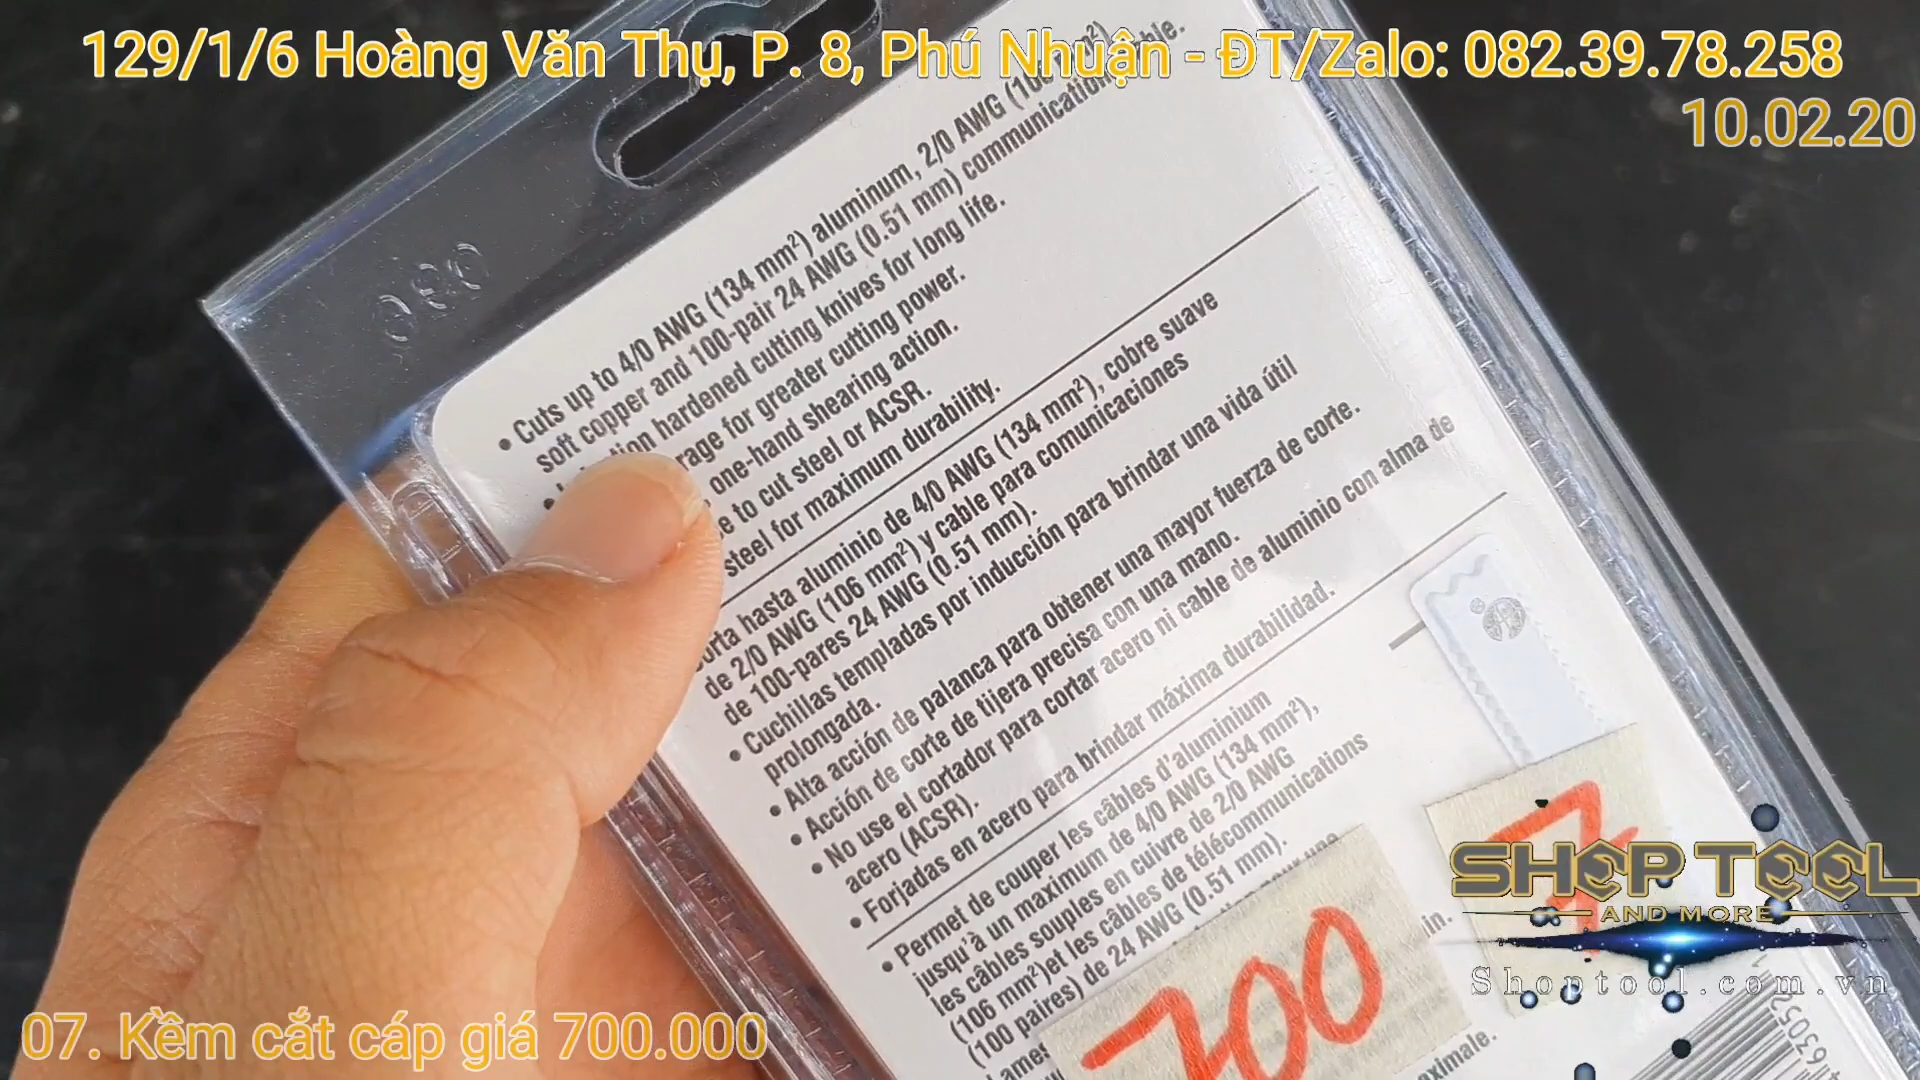 129/1/6 Hoàng Văn Thụ, P. 8, Phú Nhuận - ĐT/Zalo: 082.39.78.258
10.02.20
• Cuts up to 4/0 AWG (134 mm²) aluminum, 2/0 AWG
soft copper and 100-pair 24 AWG (0.51 mm) communication
hardened cutting knives for long life.
for greater cutting power.
one-hand shearing action.
to cut steel or ACSR.
steel for maximum durability.
hasta aluminio de 4/0 AWG (134 mm²), cobre suave
de 2/0 AWG (106 mm²) y cable para comunicaciones
de 100-pares 24 AWG (0.51 mm).
• Cuchillas templadas por inducción para brindar una vida útil
prolongada.
• Alta acción de palanca para obtener una mayor fuerza de corte.
• Acción de corte de tijera precisa con una mano.
• No use el cortador para cortar acero ni cable de aluminio con alma de
acero (ACSR).
• Forjadas en acero para brindar máxima durabilidad.
• Permet de couper les câbles d'aluminium
jusqu'à un maximum de 4/0 AWG (134 mm²),
les câbles souples en cuivre de 2/0 AWG
(106 mm²)et les câbles de télécommunications
(100 paires) de 24 AWG (0.51 mm).
700
SHOP TOOL
AND MORE
Shoptool.com.vn
07. Kềm cắt cáp giá 700.000